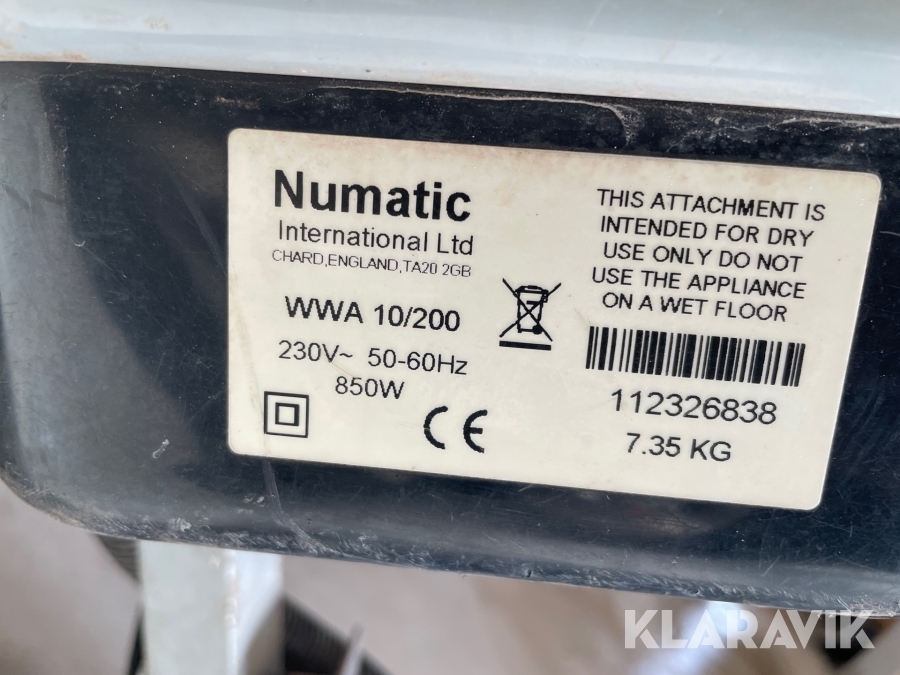 Numatic
International Ltd
CHARD,ENGLAND,TA20 2GB
WWA 10/200
230V~ 50-60Hz
850W
CE
THIS ATTACHMENT IS
INTENDED FOR DRY
USE ONLY DO NOT
USE THE APPLIANCE
ON A WET FLOOR
112326838
7.35 KG
KLARAVIK